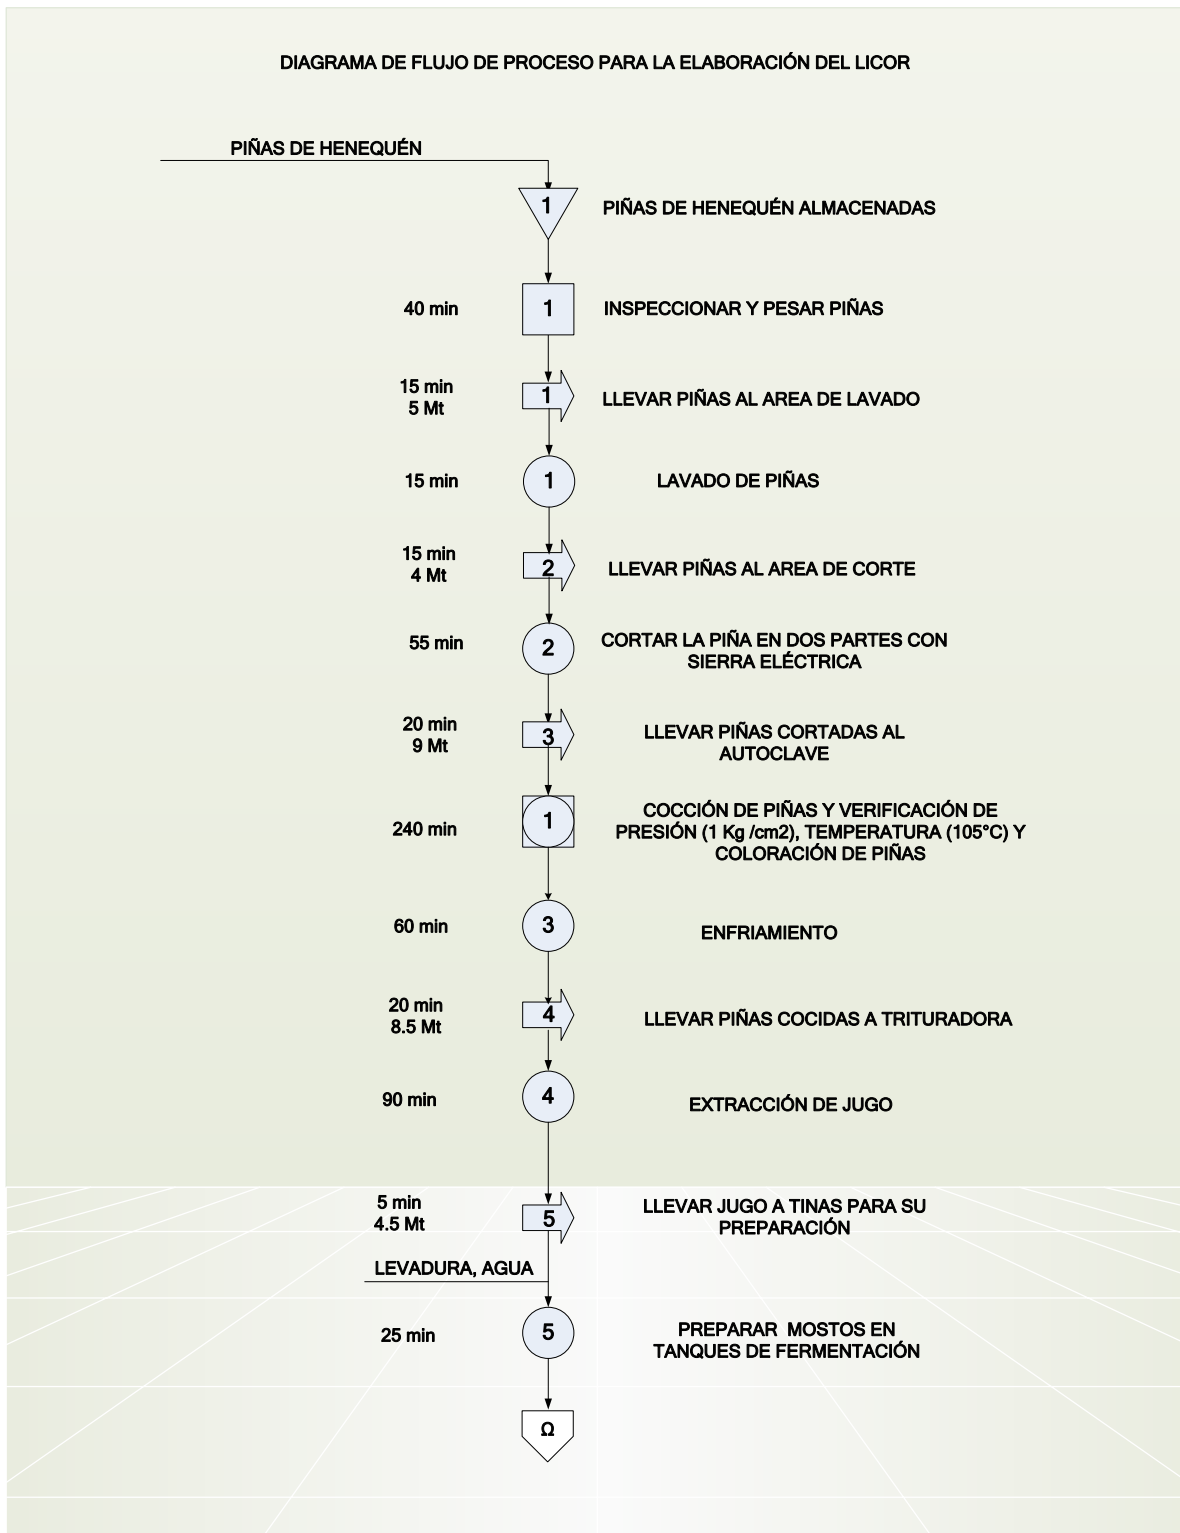 DIAGRAMA DE FLUJO DE PROCESO PARA LA ELABORACIÓN DEL LICOR
PIÑAS DE HENEQUÉN
1
PIÑAS DE HENEQUÉN ALMACENADAS
40 min
1
INSPECCIONAR Y PESAR PIÑAS
15 min
5 Mt
1
LLEVAR PIÑAS AL AREA DE LAVADO
15 min
1
LAVADO DE PIÑAS
15 min
4 Mt
2
LLEVAR PIÑAS AL AREA DE CORTE
55 min
2
CORTAR LA PIÑA EN DOS PARTES CON
SIERRA ELÉCTRICA
20 min
9 Mt
3
LLEVAR PIÑAS CORTADAS AL
AUTOCLAVE
240 min
1
COCCIÓN DE PIÑAS Y VERIFICACIÓN DE
PRESIÓN (1 Kg /cm2), TEMPERATURA (105°C) Y
COLORACIÓN DE PIÑAS
60 min
3
ENFRIAMIENTO
20 min
8.5 Mt
4
LLEVAR PIÑAS COCIDAS A TRITURADORA
90 min
4
EXTRACCIÓN DE JUGO
5 min
4.5 Mt
5
LLEVAR JUGO A TINAS PARA SU
PREPARACIÓN
LEVADURA, AGUA
25 min
5
PREPARAR MOSTOS EN
TANQUES DE FERMENTACIÓN
Ω